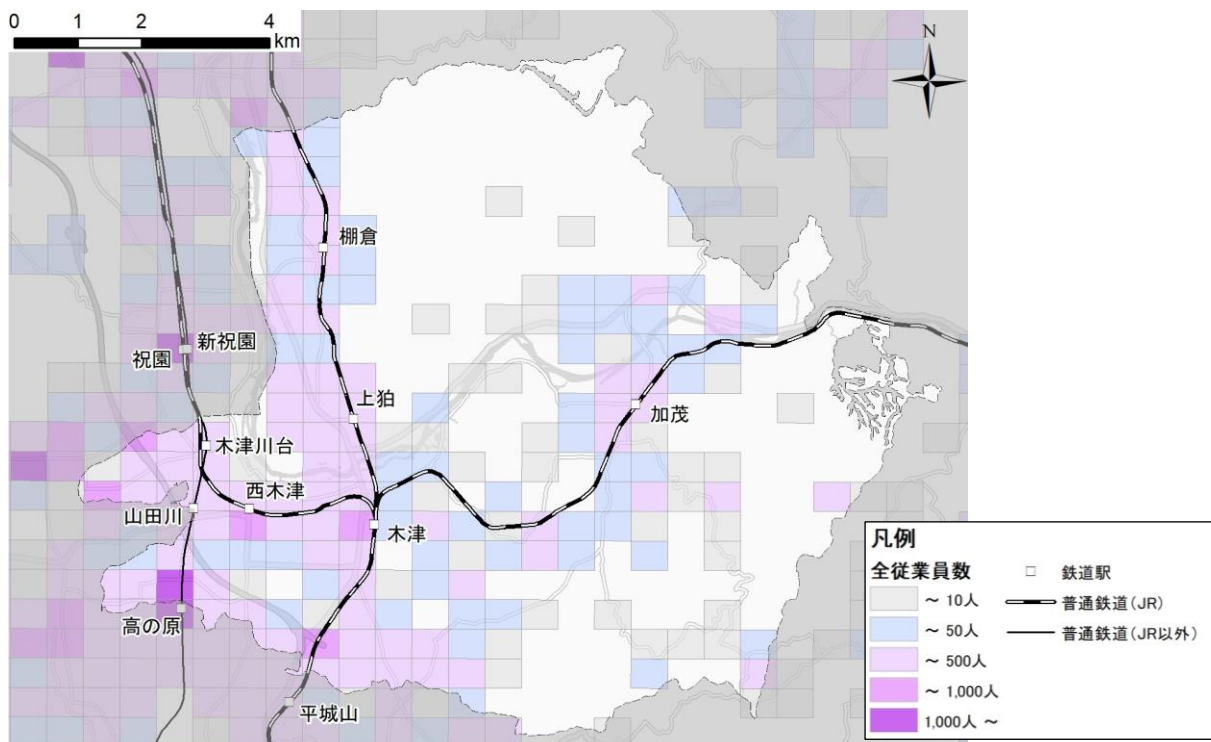 0 1 2 4
km
N
棚倉
新祝園
祝園
上狛
加茂
木津川台
西木津
山田川
木津
高の原
平城山
凡例
全従業員数
～ 10人
～ 50人
～ 500人
～ 1,000人
1,000人 ～
鉄道駅
普通鉄道(JR)
普通鉄道(JR以外)